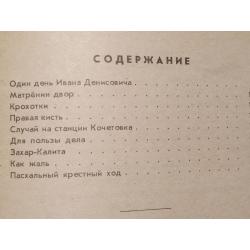 СОДЕРЖАНИЕ
Один день Ивана Денисовича . . . . . .
Матрёнин двор . . . . . . . . . .
Крохотки . . . . . . . . . . . .
Правая кисть . . . . . . . . . .
Случай на станции Кочетовка . . . . .
Для пользы дела . . . . . . . . .
Захар-Калита . . . . . . . . . .
Как жаль . . . . . . . . . . . .
Пасхальный крестный ход . . . . . .